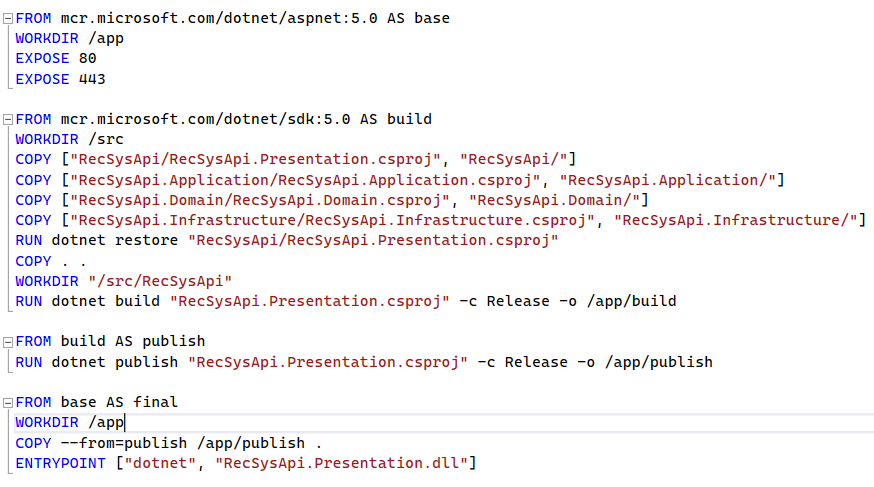 FROM mcr.microsoft.com/dotnet/aspnet:5.0 AS base
WORKDIR /app
EXPOSE 80
EXPOSE 443
FROM mcr.microsoft.com/dotnet/sdk:5.0 AS build
WORKDIR /src
COPY ["RecSysApi/RecSysApi.Presentation.csproj", "RecSysApi/"]
COPY ["RecSysApi.Application/RecSysApi.Application.csproj", "RecSysApi.Application/"]
COPY ["RecSysApi.Domain/RecSysApi.Domain.csproj", "RecSysApi.Domain/"]
COPY ["RecSysApi.Infrastructure/RecSysApi.Infrastructure.csproj", "RecSysApi.Infrastructure/"]
RUN dotnet restore "RecSysApi/RecSysApi.Presentation.csproj"
COPY . .
WORKDIR "/src/RecSysApi"
RUN dotnet build "RecSysApi.Presentation.csproj" -c Release -o /app/build
FROM build AS publish
RUN dotnet publish "RecSysApi.Presentation.csproj" -c Release -o /app/publish
FROM base AS final
WORKDIR /app
COPY --from=publish /app/publish .
ENTRYPOINT ["dotnet", "RecSysApi.Presentation.dll"]